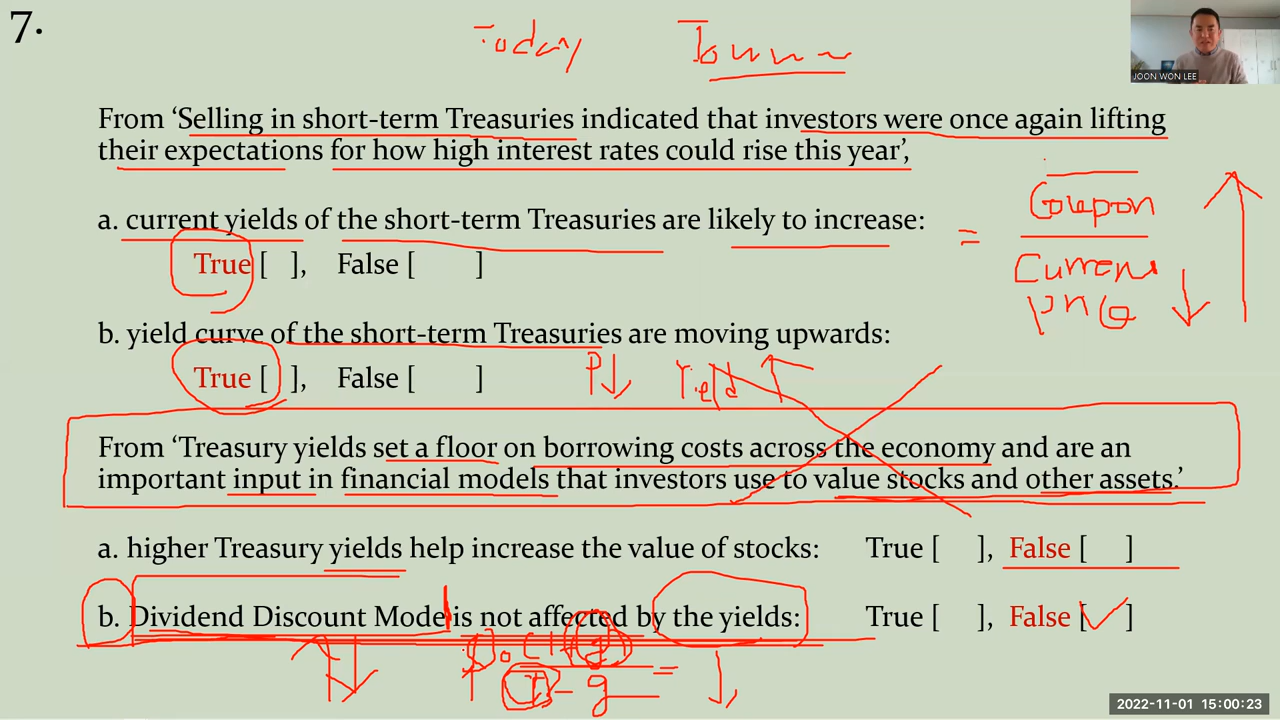 7.
Today
JOON WON LEE
From ‘Selling in short-term Treasuries indicated that investors were once again lifting
their expectations for how high interest rates could rise this year’,
a. current yields of the short-term Treasuries are likely to increase:
True [ ], False [ ]
= Coupon
Current
price
b. yield curve of the short-term Treasuries are moving upwards:
True [ ], False [ ]
P↓ Yield ↑
From ‘Treasury yields set a floor on borrowing costs across the economy and are an
important input in financial models that investors use to value stocks and other assets.’
a. higher Treasury yields help increase the value of stocks: True [ ], False [ ]
b. Dividend Discount Model is not affected by the yields: True [ ], False [✓]
- g =
2022-11-01 15:00:23